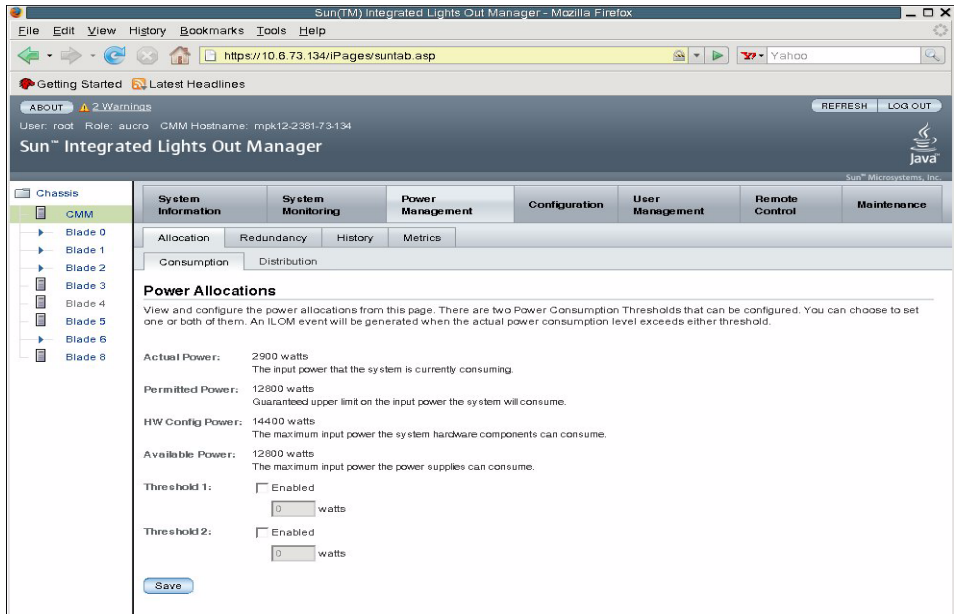 Sun(TM) Integrated Lights Out Manager - Mozilla Firefox
File Edit View History Bookmarks Tools Help
https://10.6.73.134/iPages/suntab.asp
Yahoo
Getting Started Latest Headlines
ABOUT 2 Warnings REFRESH LOG OUT
User: root Role: aucro CMM Hostname: mpk12-2381-73-134
Sun™ Integrated Lights Out Manager
Java
Sun™ Microsystems, Inc.
Chassis
CMM
Blade 0
Blade 1
Blade 2
Blade 3
Blade 4
Blade 5
Blade 6
Blade 8
System Information
System Monitoring
Power Management
Configuration
User Management
Remote Control
Maintenance
Allocation Redundancy History Metrics
Consumption Distribution
Power Allocations
View and configure the power allocations from this page. There are two Power Consumption Thresholds that can be configured. You can choose to set
one or both of them. An ILOM event will be generated when the actual power consumption level exceeds either threshold.
Actual Power: 2900 watts
The input power that the system is currently consuming.
Permitted Power: 12800 watts
Guaranteed upper limit on the input power the system will consume.
HW Config Power: 14400 watts
The maximum input power the system hardware components can consume.
Available Power: 12800 watts
The maximum input power the power supplies can consume.
Threshold 1: Enabled
0 watts
Threshold 2: Enabled
0 watts
Save